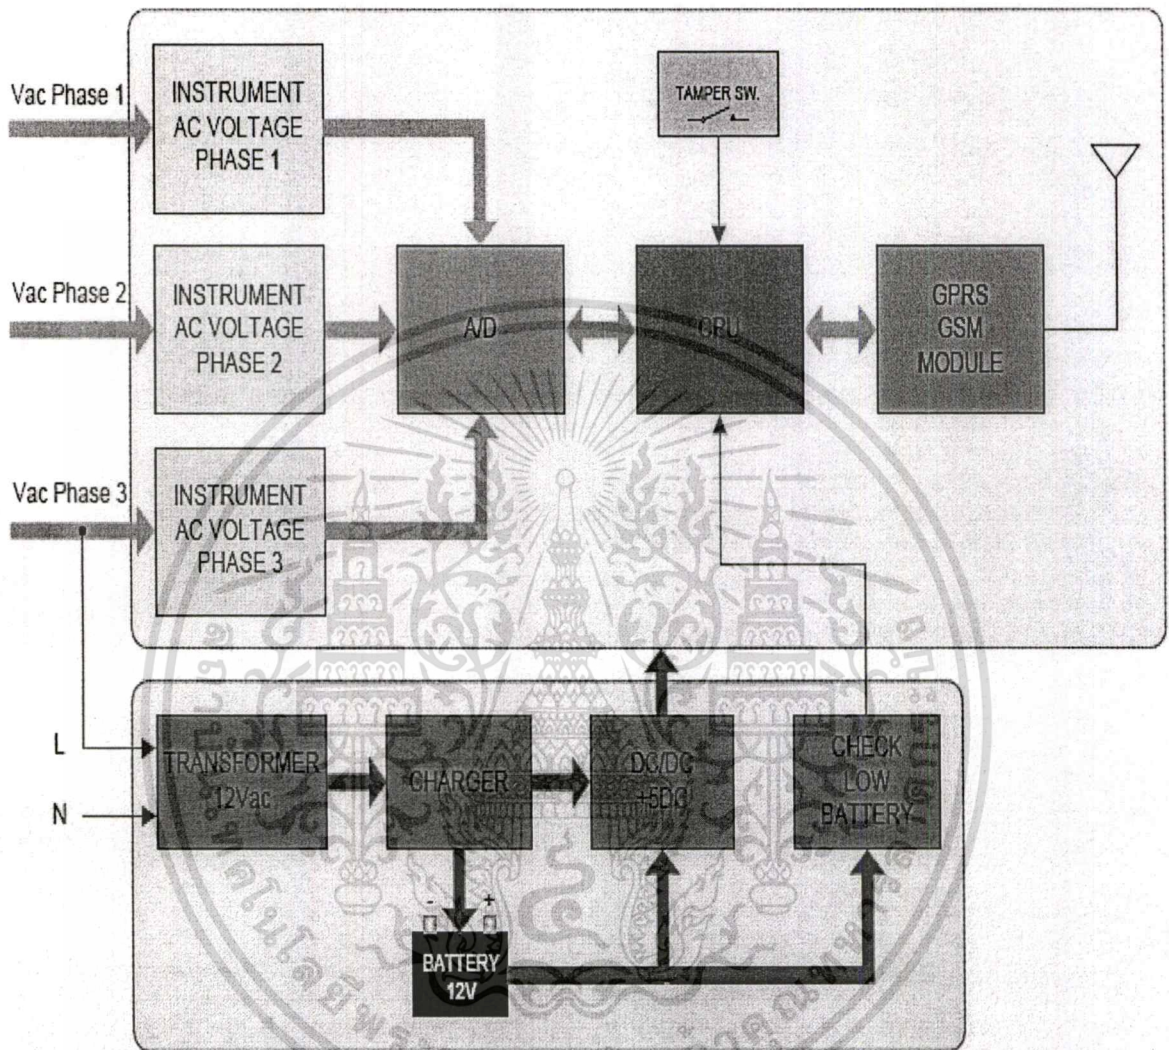 Vac Phase 1
INSTRUMENT
AC VOLTAGE
PHASE 1
TAMPER SW.
Vac Phase 2
INSTRUMENT
AC VOLTAGE
PHASE 2
A/D
CPU
GPRS
GSM
MODULE
Vac Phase 3
INSTRUMENT
AC VOLTAGE
PHASE 3
L
N
TRANSFORMER
12Vac
CHARGER
DC/DC
+5DC
CHECK
LOW
BATTERY
- +
BATTERY
12V